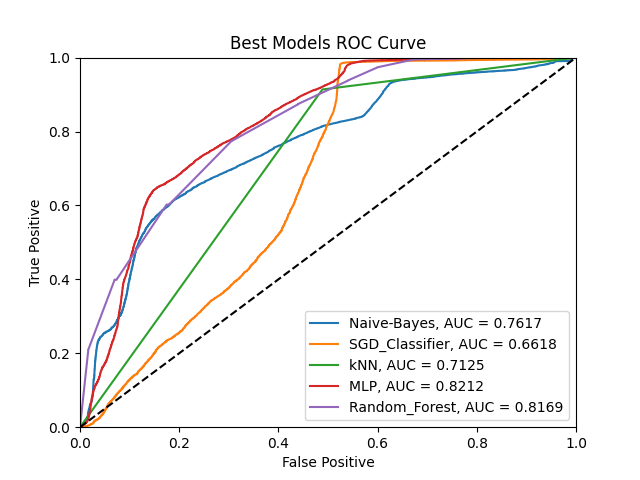 Best Models ROC Curve
True Positive
1.0
0.8
0.6
0.4
0.2
0.0
0.0 0.2 0.4 0.6 0.8 1.0
False Positive
Naive-Bayes, AUC = 0.7617
SGD_Classifier, AUC = 0.6618
kNN, AUC = 0.7125
MLP, AUC = 0.8212
Random_Forest, AUC = 0.8169